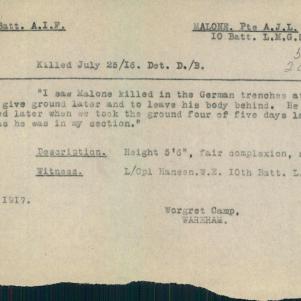 Batt. A.I.F. MALONE. Pte A.J.L.
10 Batt. L.M.G.
Killed July 25/16. Det. D./B.
"I saw Malone killed in the German trenches at
give ground later and to leave his body behind. He
ed later when we took the ground four of five days la
as he was in my section."
Description. Height 5'6", fair complexion,
Witness. L/Cpl Hansen.W.E. 10th Batt. L
1917.
Worgret Camp,
WAREHAM.